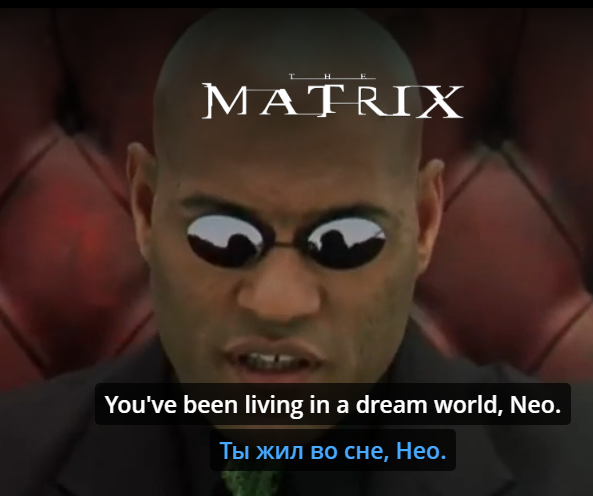 THE
MATRIX
You've been living in a dream world, Neo.
Ты жил во сне, Нео.